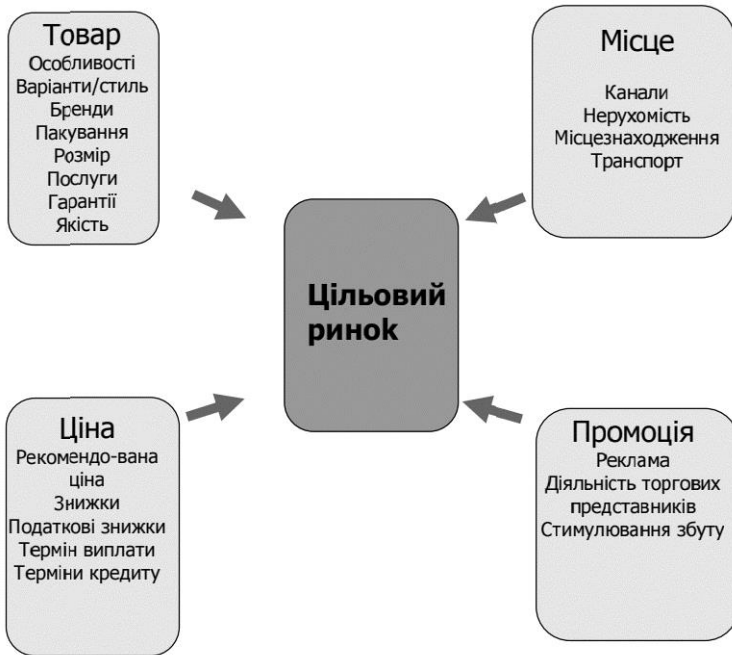 Товар
Особливості
Варіанти/стиль
Бренди
Пакування
Розмір
Послуги
Гарантії
Якість
Місце
Канали
Нерухомість
Місцезнаходження
Транспорт
Цільовий
ринок
Ціна
Рекомендо-вана
ціна
Знижки
Податкові знижки
Термін виплати
Терміни кредиту
Промоція
Реклама
Діяльність торгових
представників
Стимулювання збуту